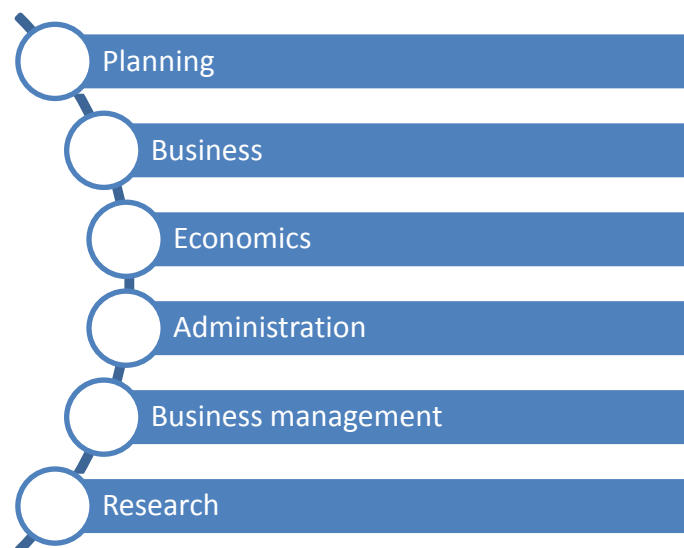 Planning
Business
Economics
Administration
Business management
Research